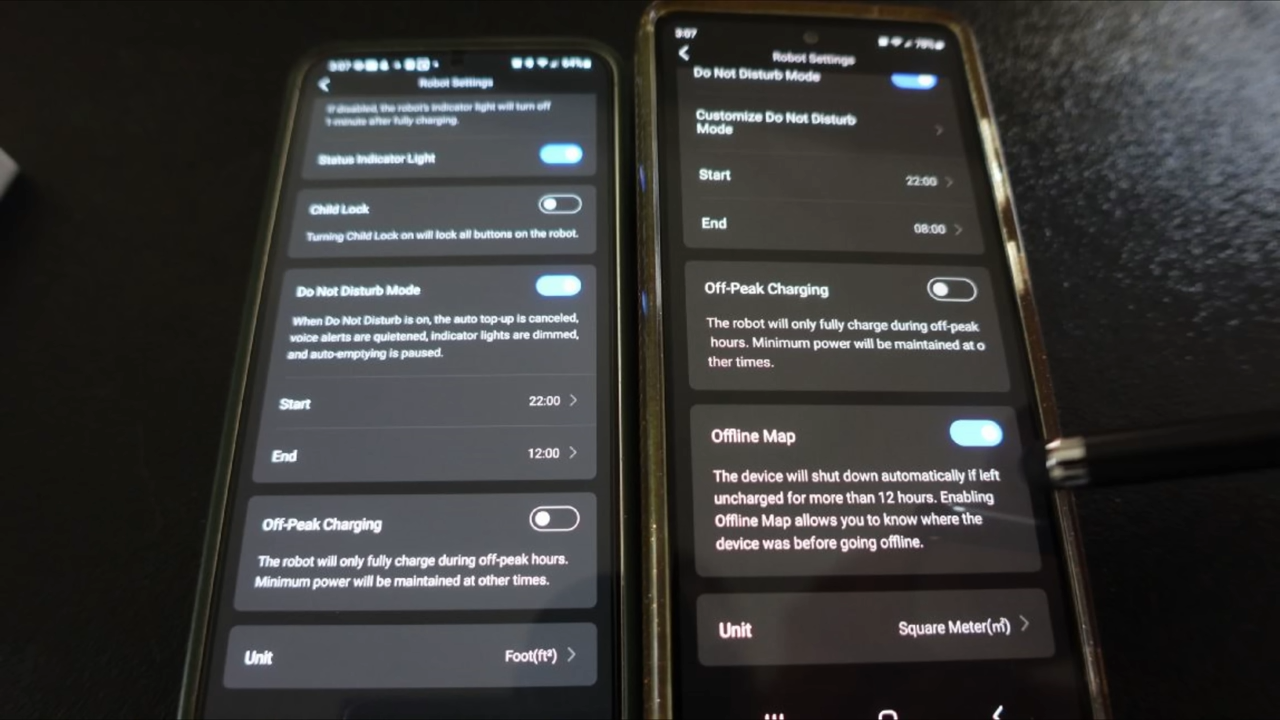 3:07
64%
Robot Settings
If disabled, the robot's indicator light will turn off
1 minute after fully charging.
Status Indicator Light
Child Lock
Turning Child Lock on will lock all buttons on the robot.
Do Not Disturb Mode
When Do Not Disturb is on, the auto top-up is canceled,
voice alerts are quietened, indicator lights are dimmed,
and auto-emptying is paused.
Start 22:00
End 12:00
Off-Peak Charging
The robot will only fully charge during off-peak hours.
Minimum power will be maintained at other times.
Unit Foot(ft²)
3:07
78%
Robot Settings
Do Not Disturb Mode
Customize Do Not Disturb
Mode
Start 22:00
End 08:00
Off-Peak Charging
The robot will only fully charge during off-peak
hours. Minimum power will be maintained at o
ther times.
Offline Map
The device will shut down automatically if left
uncharged for more than 12 hours. Enabling
Offline Map allows you to know where the
device was before going offline.
Unit Square Meter(㎡)